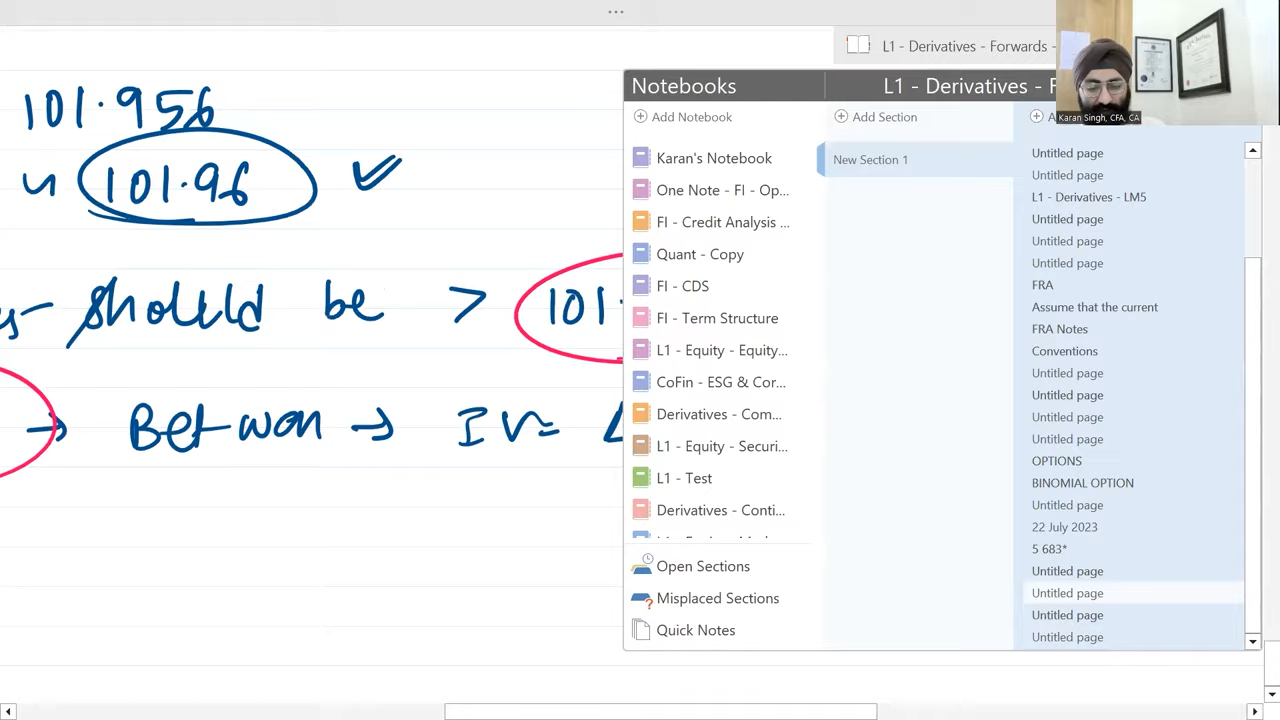 L1 - Derivatives - Forwards -
Karan Singh, CFA, CA
101.956
101.96
should be > 101.
→ Between → IV=
Notebooks
L1 - Derivatives - F
Add Notebook
Add Section
Karan's Notebook
One Note - FI - Op...
FI - Credit Analysis ...
Quant - Copy
FI - CDS
FI - Term Structure
L1 - Equity - Equity...
CoFin - ESG & Cor...
Derivatives - Com...
L1 - Equity - Securi...
L1 - Test
Derivatives - Conti...
Open Sections
Misplaced Sections
Quick Notes
New Section 1
Untitled page
Untitled page
L1 - Derivatives - LM5
Untitled page
Untitled page
Untitled page
FRA
Assume that the current
FRA Notes
Conventions
Untitled page
Untitled page
Untitled page
Untitled page
OPTIONS
BINOMIAL OPTION
Untitled page
22 July 2023
5 683*
Untitled page
Untitled page
Untitled page
Untitled page